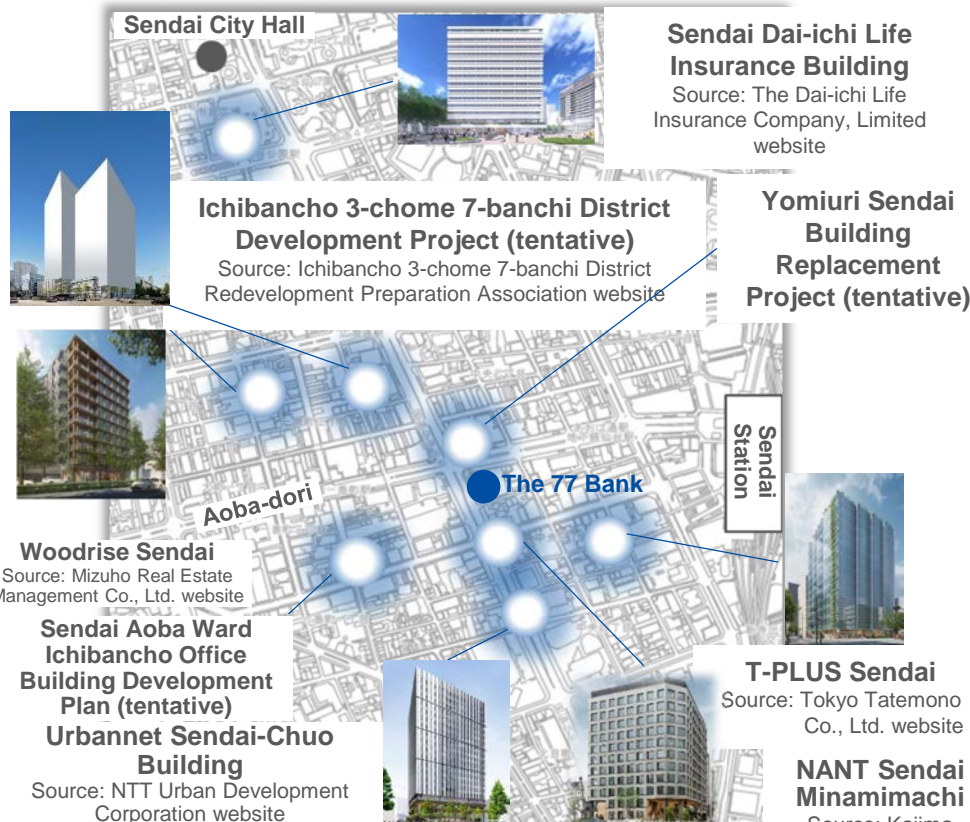 Sendai City Hall
Sendai Dai-ichi Life
Insurance Building
Source: The Dai-ichi Life
Insurance Company, Limited
website
Ichibancho 3-chome 7-banchi District
Development Project (tentative)
Source: Ichibancho 3-chome 7-banchi District
Redevelopment Preparation Association website
Yomiuri Sendai
Building
Replacement
Project (tentative)
Sendai
Station
The 77 Bank
Aoba-dori
Woodrise Sendai
Source: Mizuho Real Estate
Management Co., Ltd. website
Sendai Aoba Ward
Ichibancho Office
Building Development
Plan (tentative)
Urbannet Sendai-Chuo
Building
Source: NTT Urban Development
Corporation website
T-PLUS Sendai
Source: Tokyo Tatemono
Co., Ltd. website
NANT Sendai
Minamimachi
Source: Kajima